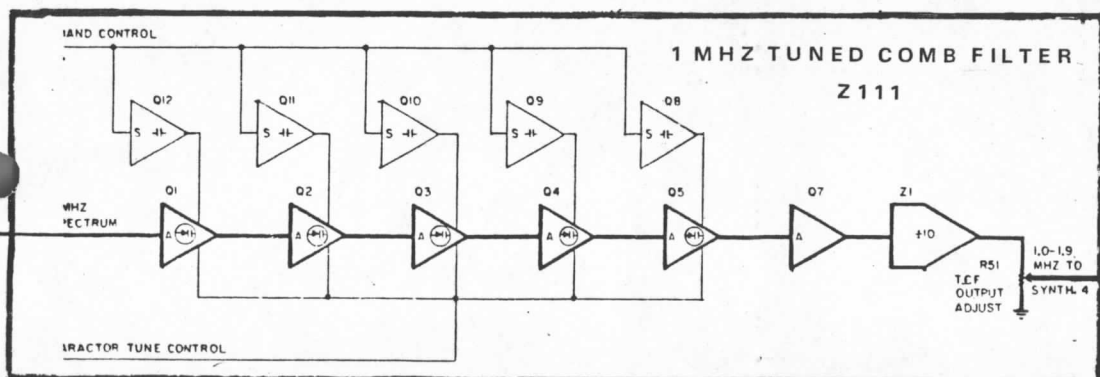 1 MHZ TUNED COMB FILTER
Z111
AND CONTROL
Q12
Q11
Q10
Q9
Q8
S
S
S
S
S
MHZ
PECTRUM
Q1
Q2
Q3
Q4
Q5
Q7
Z1
Δ
Δ
Δ
Δ
Δ
Δ
÷10
R51
T.C.F
OUTPUT
ADJUST
1.0-1.9
MHZ TO
SYNTH. 4
ARACTOR TUNE CONTROL